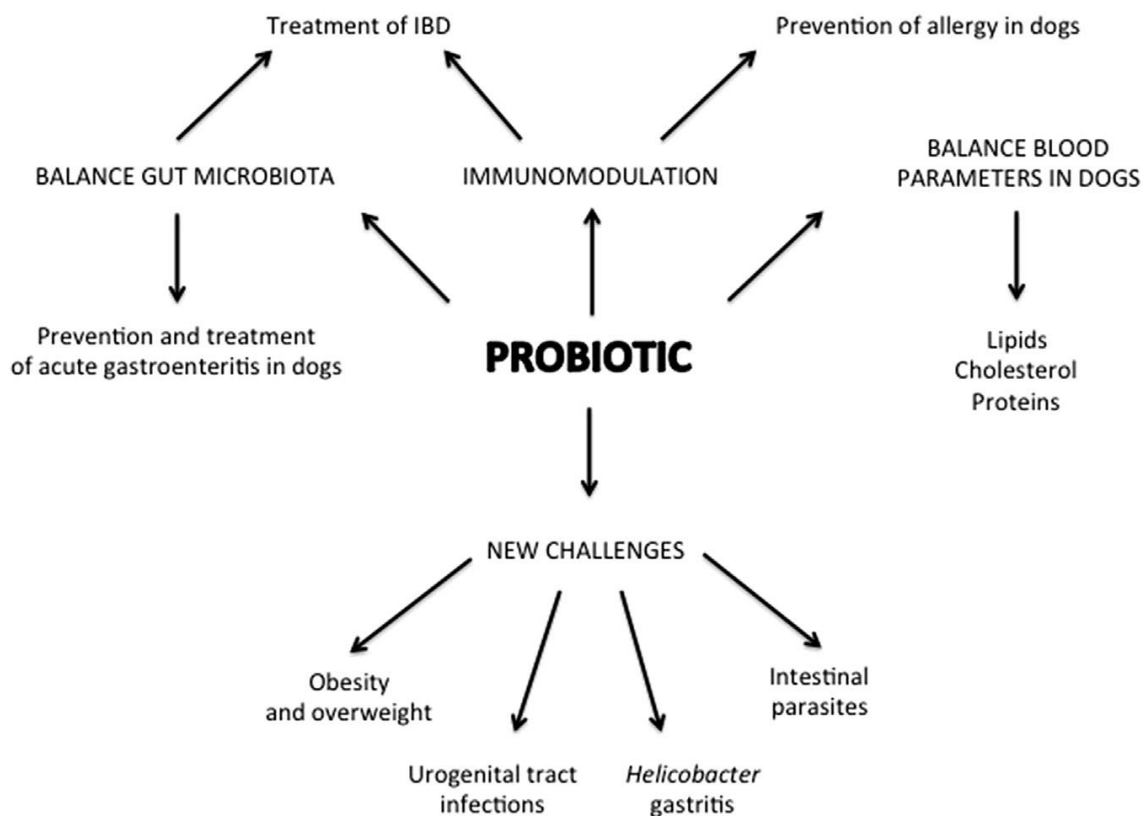 Treatment of IBD
Prevention of allergy in dogs
BALANCE GUT MICROBIOTA
IMMUNOMODULATION
BALANCE BLOOD
PARAMETERS IN DOGS
Prevention and treatment
of acute gastroenteritis in dogs
PROBIOTIC
Lipids
Cholesterol
Proteins
NEW CHALLENGES
Obesity
and overweight
Urogenital tract
infections
Helicobacter
gastritis
Intestinal
parasites